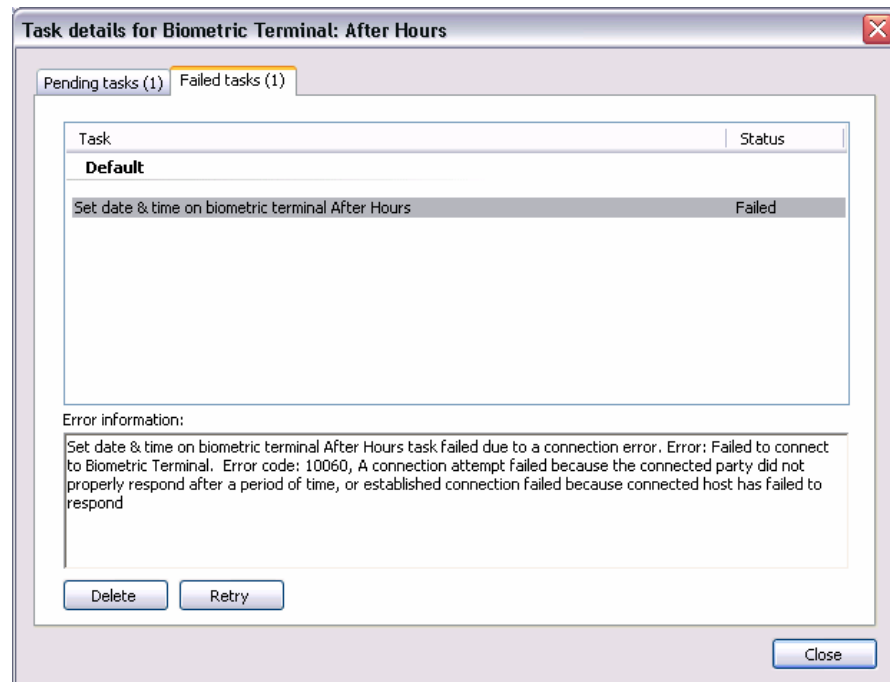 Task details for Biometric Terminal: After Hours
Pending tasks (1) Failed tasks (1)
Task Status
Default
Set date & time on biometric terminal After Hours Failed
Error information:
Set date & time on biometric terminal After Hours task failed due to a connection error. Error: Failed to connect
to Biometric Terminal.  Error code: 10060, A connection attempt failed because the connected party did not
properly respond after a period of time, or established connection failed because connected host has failed to
respond
Delete Retry
Close